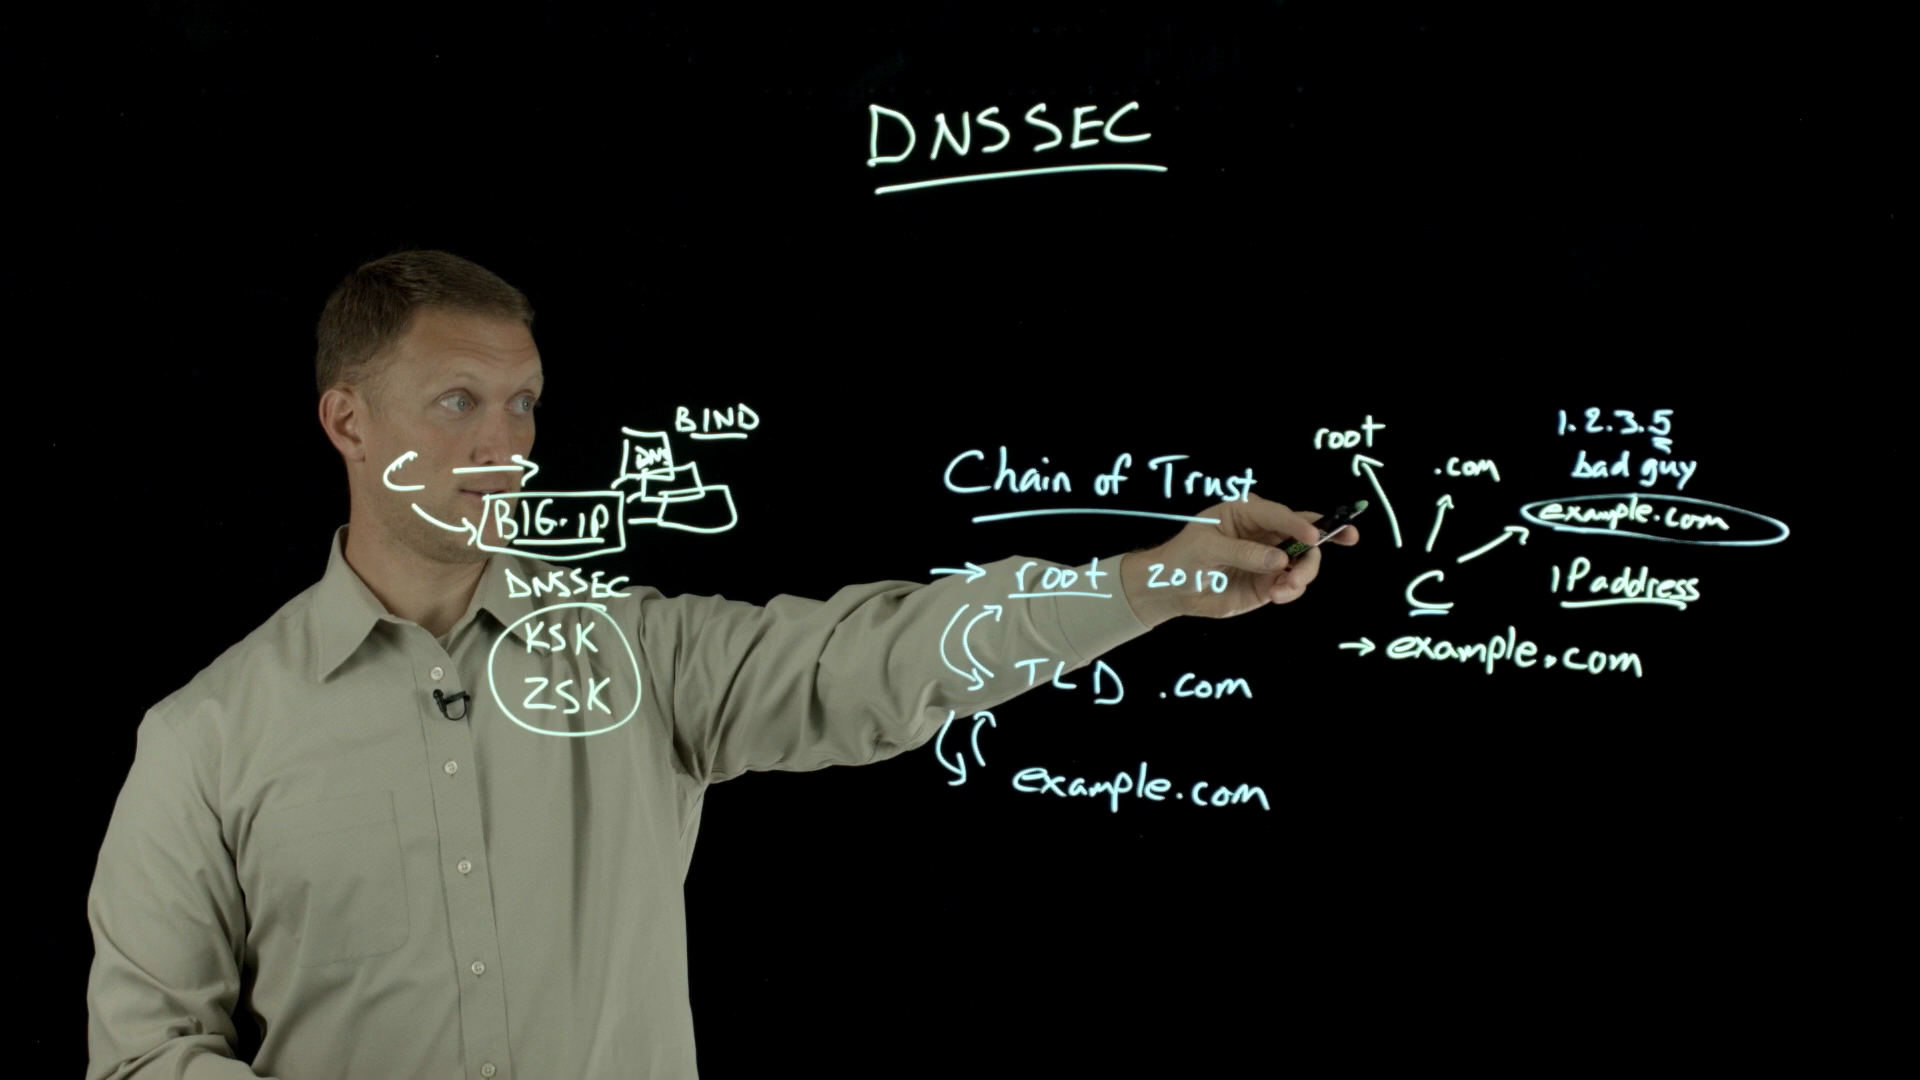 DNSSEC
BIND
C
DNS
BIG-IP
DNSSEC
KSK
ZSK
Chain of Trust
root 2010
TLD .com
example.com
root
.com
1.2.3.5
bad guy
example.com
IP address
C
example.com